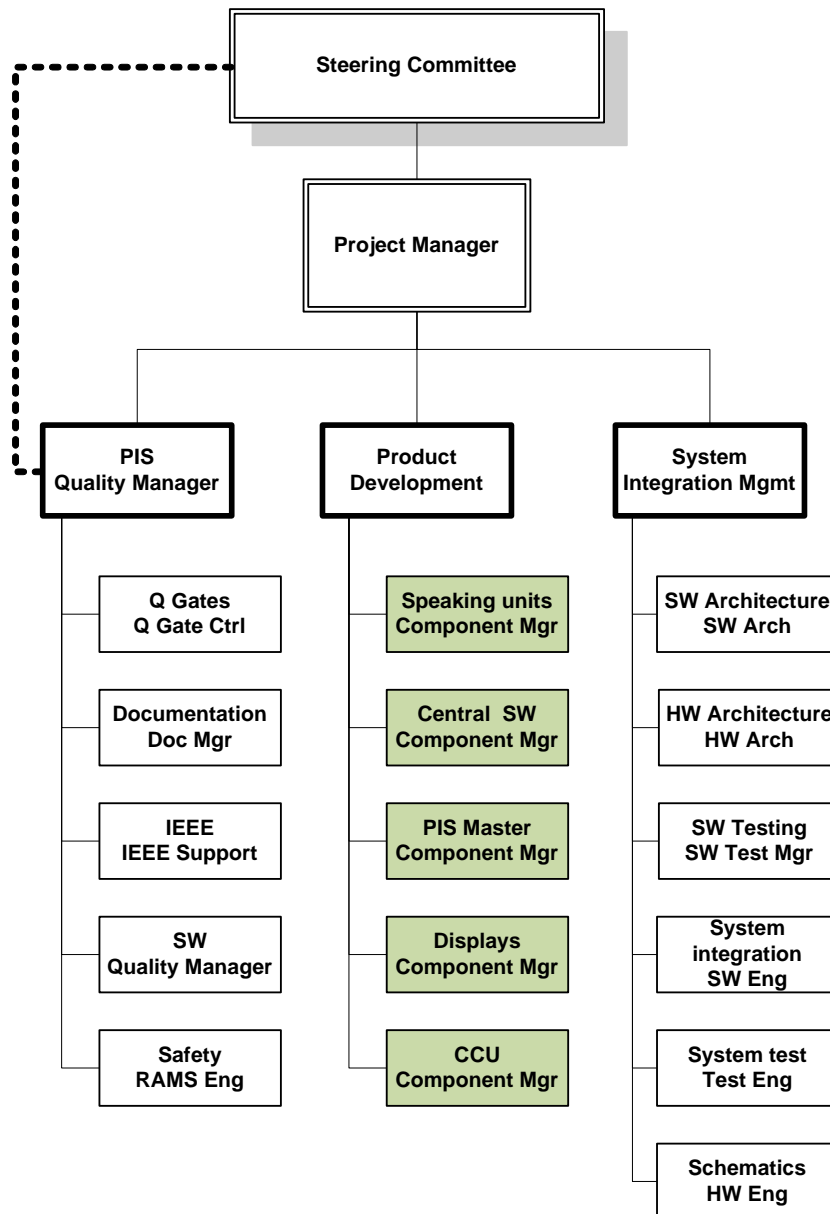 Steering Committee
Project Manager
PIS
Quality Manager
Product
Development
System
Integration Mgmt
Q Gates
Q Gate Ctrl
Speaking units
Component Mgr
SW Architecture
SW Arch
Documentation
Doc Mgr
Central SW
Component Mgr
HW Architecture
HW Arch
IEEE
IEEE Support
PIS Master
Component Mgr
SW Testing
SW Test Mgr
SW
Quality Manager
Displays
Component Mgr
System
integration
SW Eng
Safety
RAMS Eng
CCU
Component Mgr
System test
Test Eng
Schematics
HW Eng